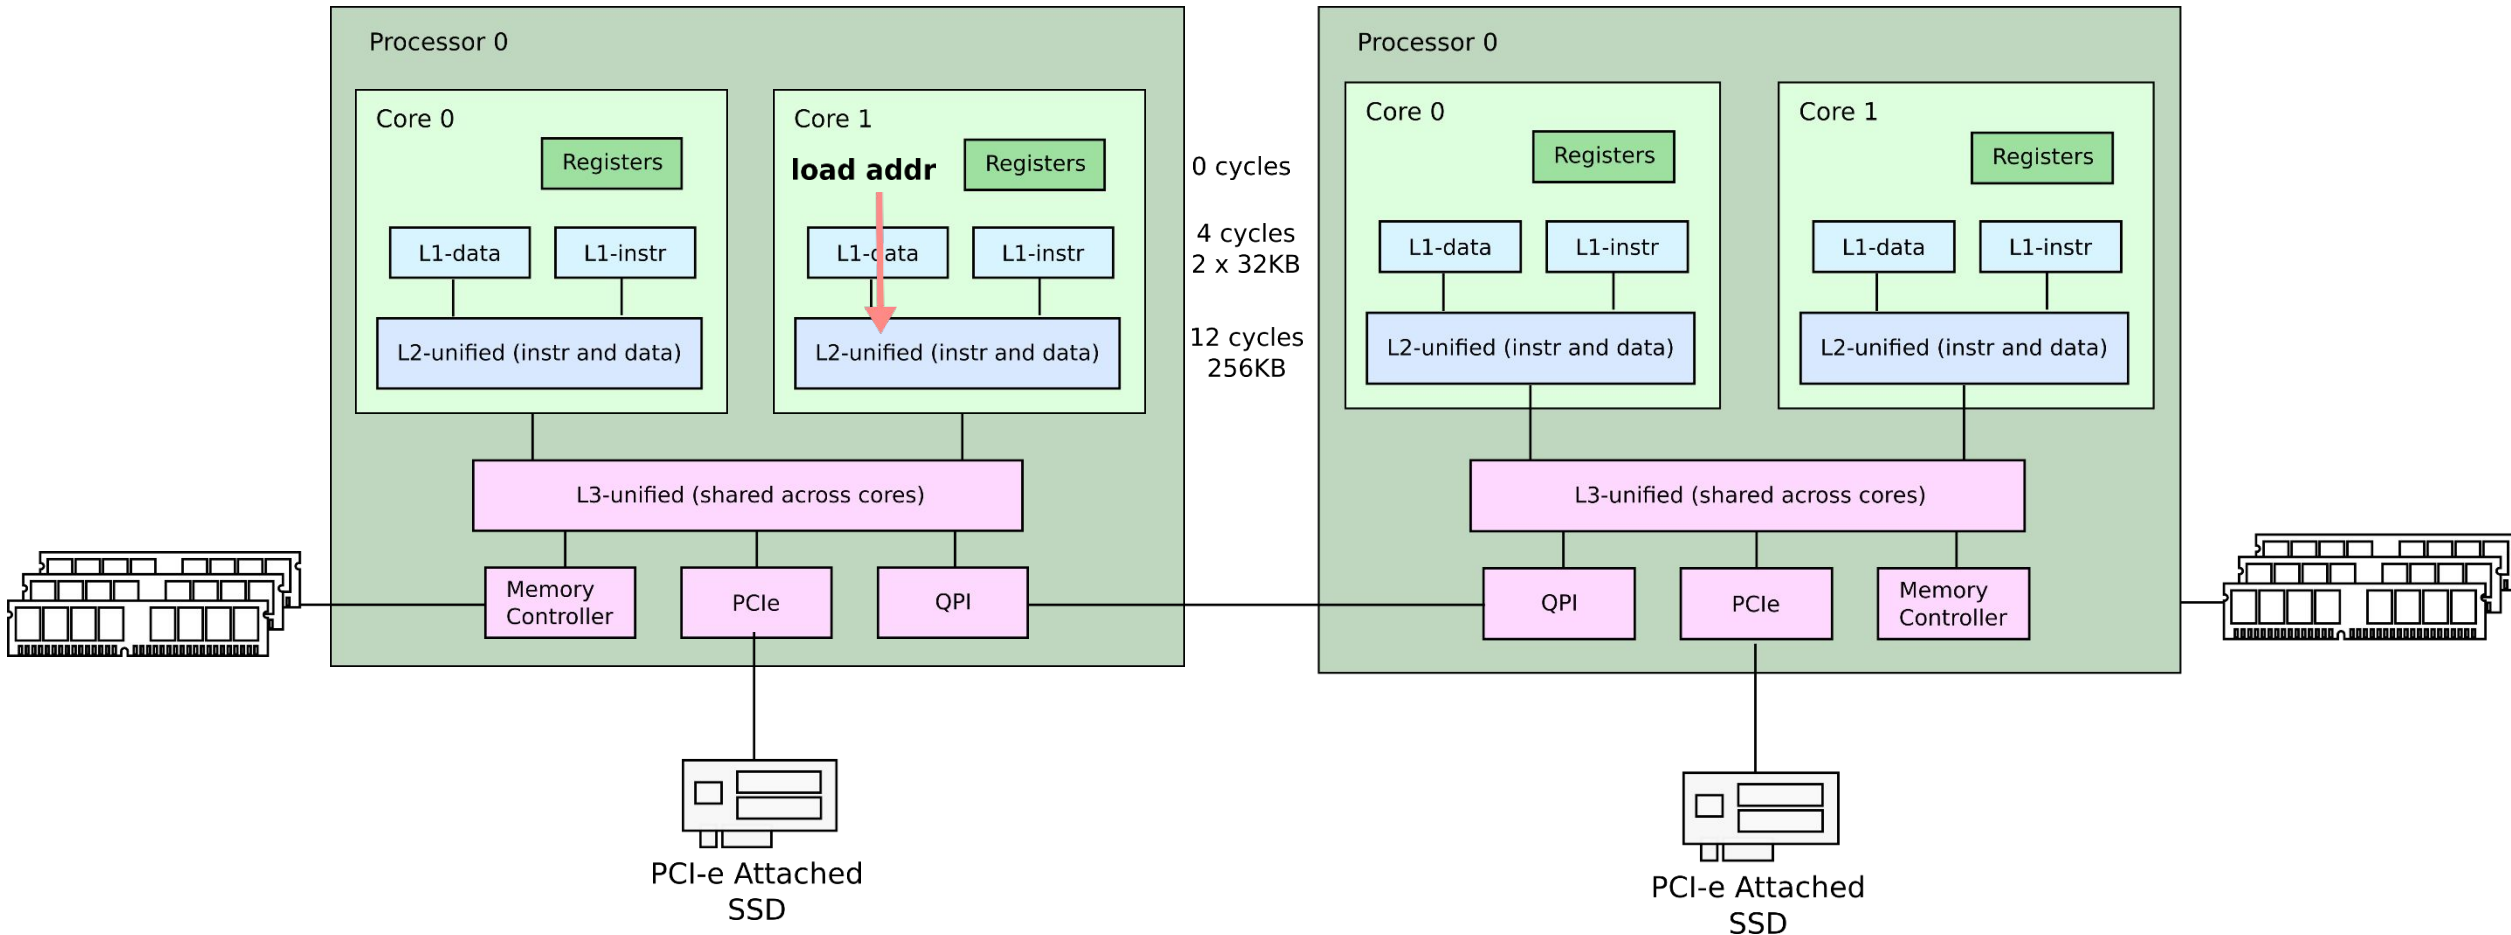 Processor 0
Core 0
Registers
L1-data
L1-instr
L2-unified (instr and data)
Core 1
load addr
Registers
L1-data
L1-instr
L2-unified (instr and data)
L3-unified (shared across cores)
Memory
Controller
PCIe
QPI
PCI-e Attached
SSD
0 cycles
4 cycles
2 x 32KB
12 cycles
256KB
Processor 0
Core 0
Registers
L1-data
L1-instr
L2-unified (instr and data)
Core 1
Registers
L1-data
L1-instr
L2-unified (instr and data)
L3-unified (shared across cores)
QPI
PCIe
Memory
Controller
PCI-e Attached
SSD